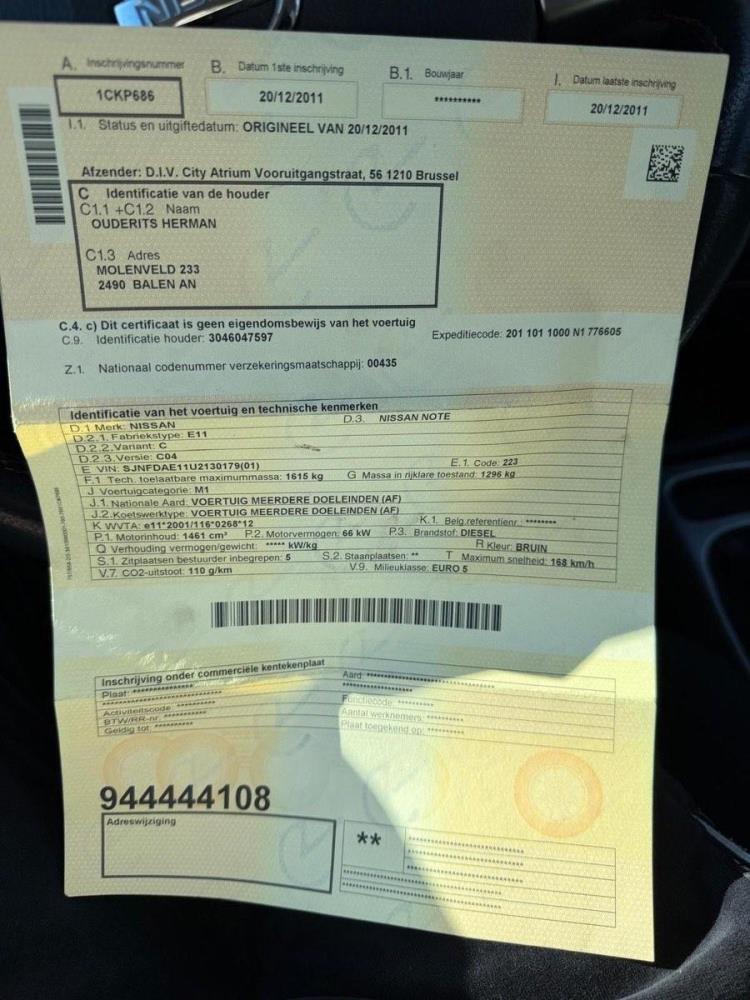 A. Inschrijvingsnummer B. Datum 1ste inschrijving B.1. Bouwjaar I. Datum laatste inschrijving
1CKP686 20/12/2011 ********** 20/12/2011
I.1. Status en uitgiftedatum: ORIGINEEL VAN 20/12/2011
Afzender: D.I.V. City Atrium Vooruitgangstraat, 56 1210 Brussel
C Identificatie van de houder
C1.1 +C1.2 Naam
OUDERITS HERMAN
C1.3 Adres
MOLENVELD 233
2490 BALEN AN
C.4. c) Dit certificaat is geen eigendomsbewijs van het voertuig
C.9. Identificatie houder: 3046047597 Expeditiecode: 201 101 1000 N1 776605
Z.1. Nationaal codenummer verzekeringsmaatschappij: 00435
Identificatie van het voertuig en technische kenmerken
D.1 Merk: NISSAN D.3. NISSAN NOTE
D.2.1. Fabriekstype: E11
D.2.2. Variant: C
D.2.3. Versie: C04
E VIN: SJNFDAE11U2130179(01) E.1. Code: 223
F.1 Tech. toelaatbare maximummassa: 1615 kg G Massa in rijklare toestand: 1296 kg
J Voertuigcategorie: M1
J.1. Nationale Aard: VOERTUIG MEERDERE DOELEINDEN (AF)
J.2. Koetswerktype: VOERTUIG MEERDERE DOELEINDEN (AF)
K WVTA: e11*2001/116*0268*12 K.1. Belg.referentienr.: ********
P.1. Motorinhoud: 1461 cm³ P.2. Motorvermogen: 66 kW P.3. Brandstof: DIESEL
Q Verhouding vermogen/gewicht: ***** kW/kg R Kleur: BRUIN
S.1. Zitplaatsen bestuurder inbegrepen: 5 S.2. Staanplaatsen: ** T Maximum snelheid: 168 km/h
V.7. CO2-uitstoot: 110 g/km V.9. Milieuklasse: EURO 5
Inschrijving onder commerciële kentekenplaat
Plaat: Aard:
Activiteitscode: Functiecode:
BTW/RR-nr: Aantal werknemers:
Geldig tot: Plaat toegekend op:
944444108
Adreswijziging
**